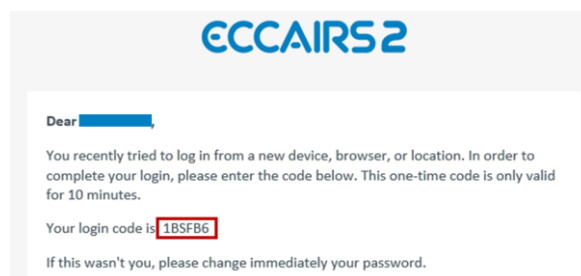 ECCAIRS 2
Dear ,
You recently tried to log in from a new device, browser, or location. In order to
complete your login, please enter the code below. This one-time code is only valid
for 10 minutes.
Your login code is 1BSFB6
If this wasn't you, please change immediately your password.